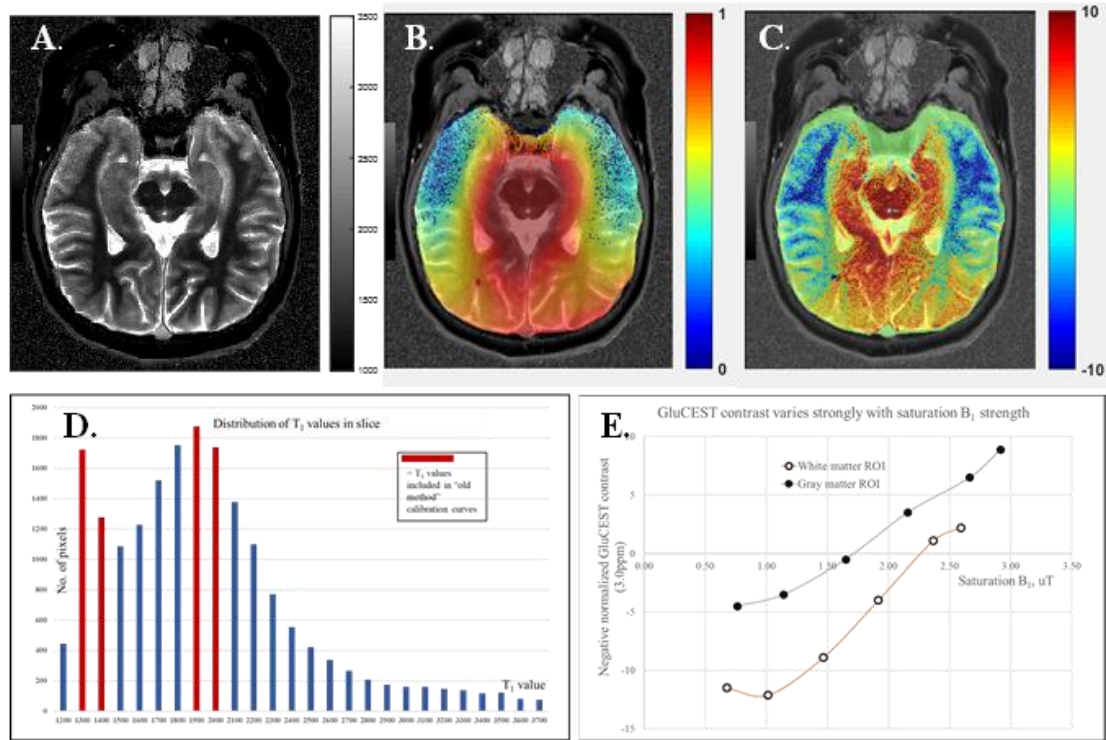 A.
3500
3000
2500
2000
1500
1000
B.
1
0
C.
10
-10
D.
Distribution of T₁ values in slice
= T₁ values
included in "old
method"
calibration curves
No. of pixels
2000
1800
1600
1400
1200
1000
800
600
400
200
0
T₁ value
1200 1300 1400 1500 1600 1700 1800 1900 2000 2100 2200 2300 2400 2500 2600 2700 2800 2900 3000 3100 3200 3300 3400 3500 3600 3700
E.
GluCEST contrast varies strongly with saturation B₁ strength
White matter ROI
Gray matter ROI
Negative normalized GluCEST contrast
(3.0ppm)
10
5
0
-5
-10
-15
0.00 0.50 1.00 1.50 2.00 2.50 3.00 3.50
Saturation B₁, uT